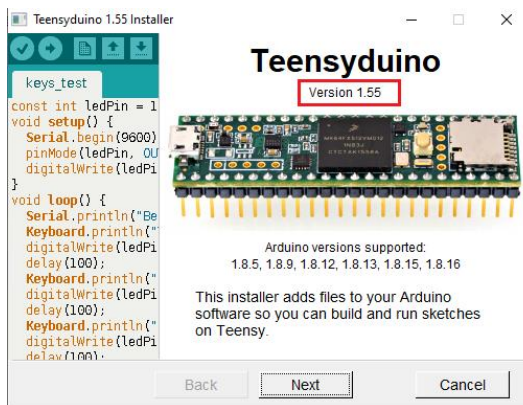 Teensyduino 1.55 Installer
keys_test
const int ledPin = 1
void setup() {
Serial.begin(9600)
pinMode(ledPin, OU
digitalWrite(ledPi
}
void loop() {
Serial.println("Be
Keyboard.println("
digitalWrite(ledPi
delay(100);
Keyboard.println("
digitalWrite(ledPi
delay(100);
Keyboard.println("
digitalWrite(ledPi
delay(100);
Teensyduino
Version 1.55
Arduino versions supported:
1.8.5, 1.8.9, 1.8.12, 1.8.13, 1.8.15, 1.8.16
This installer adds files to your Arduino
software so you can build and run sketches
on Teensy.
Back
Next
Cancel